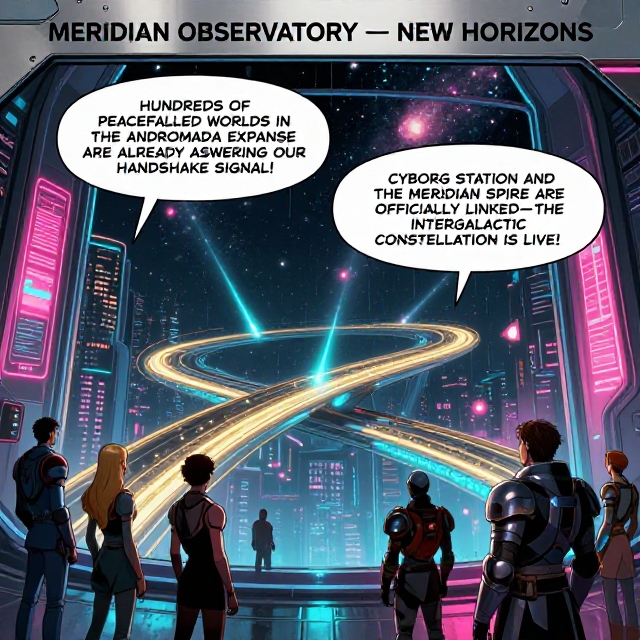 MERIDIAN OBSERVATORY — NEW HORIZONS
HUNDREDS OF
PEACEFALLED WORLDS IN
THE ANDROMADA EXPANSE
ARE ALREADY ASWERING OUR
HANDSHAKE SIGNAL!
CYBORG STATION AND
THE MERIDIAN SPIRE ARE
OFFICIALLY LINKED—THE
INTERGALACTIC
CONSTELLATION IS LIVE!